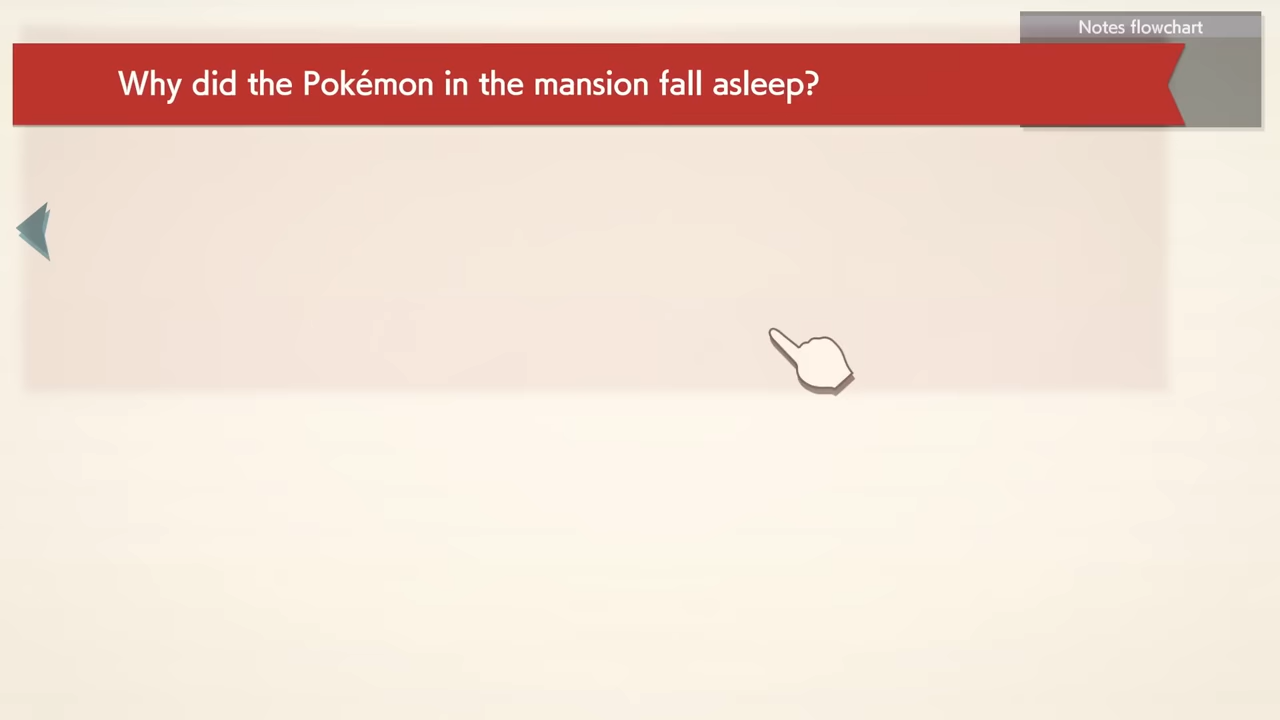 Notes flowchart
Why did the Pokémon in the mansion fall asleep?